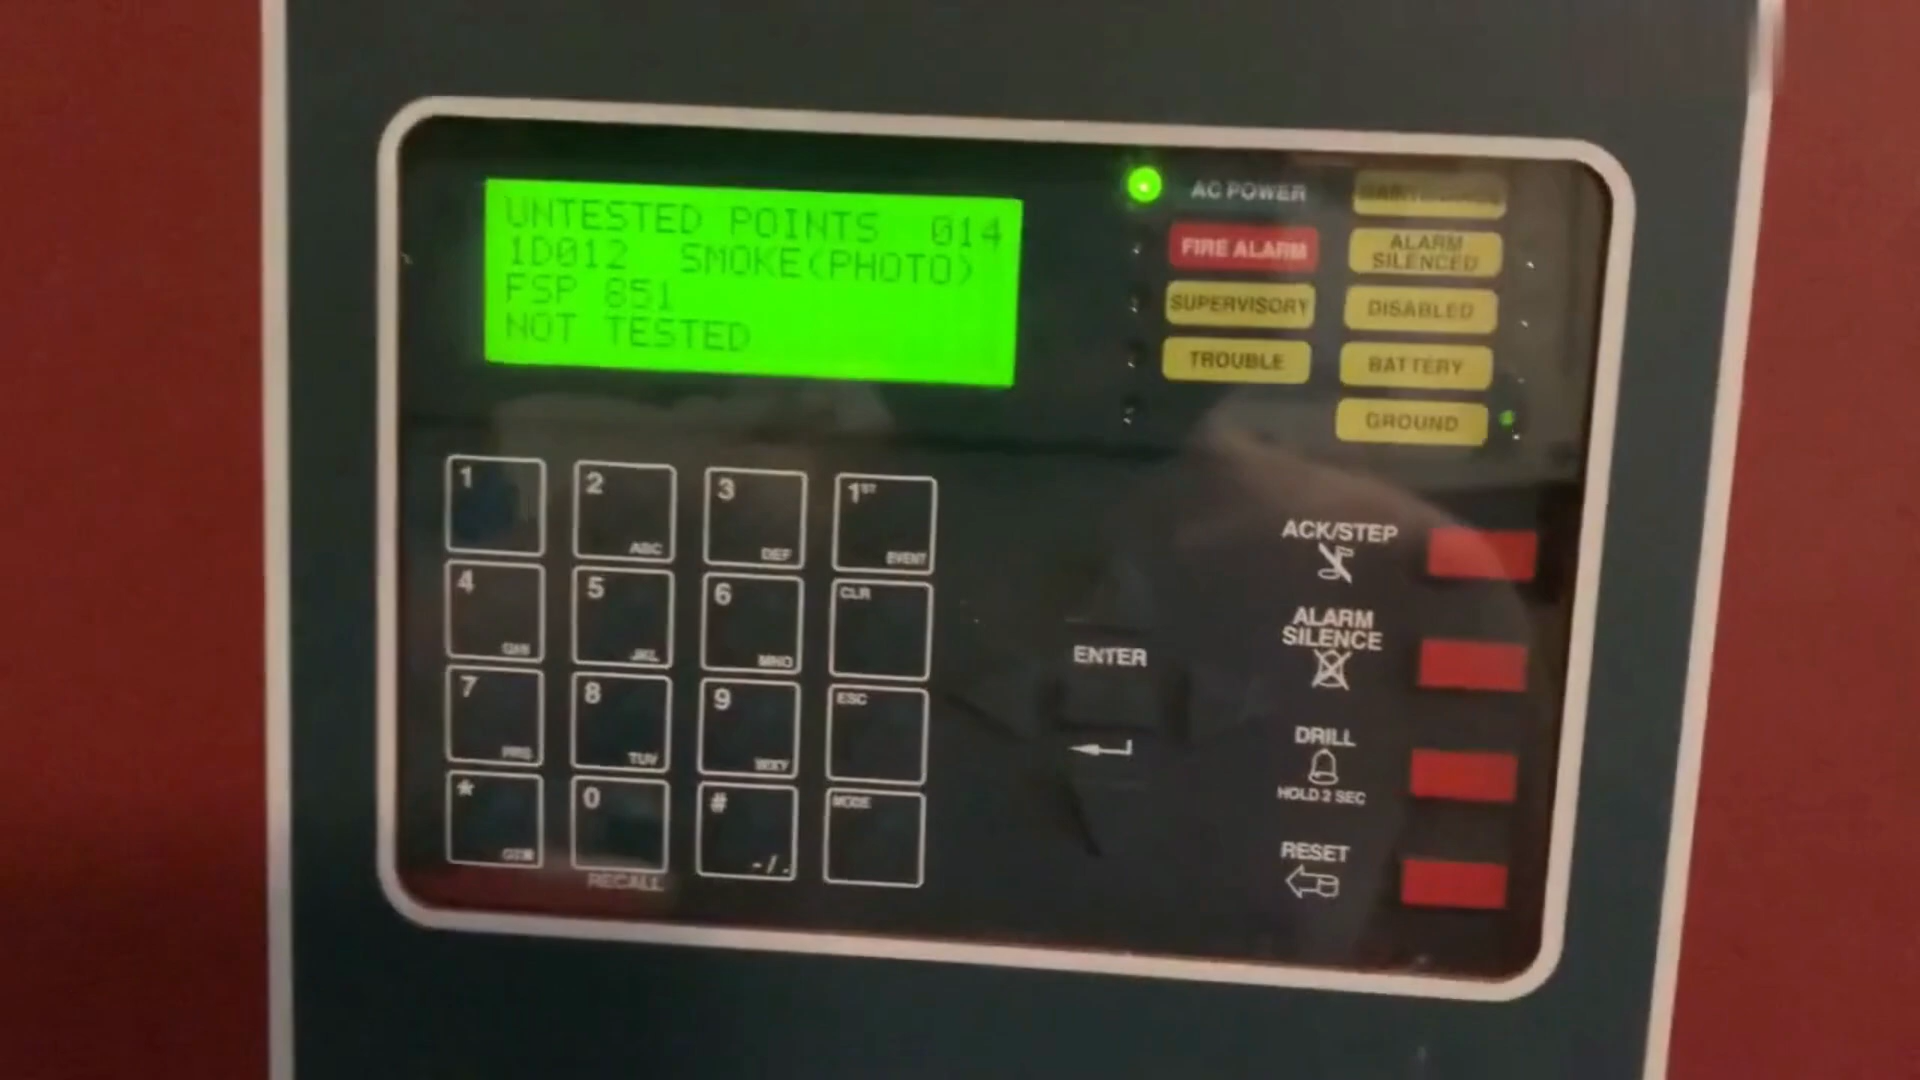 UNTESTED POINTS 014
1D012 SMOKE(PHOTO)
FSP 851
NOT TESTED
AC POWER
FIRE ALARM
SUPERVISORY
TROUBLE
ALARM
SILENCED
DISABLED
BATTERY
GROUND
1
2 ABC
3 DEF
1ST EVENT
4 GHI
5 JKL
6 MNO
CLR
7 PRS
8 TUV
9 WXY
ESC
*
0
# - / .
MODE
RECALL
ENTER
ACK/STEP
ALARM
SILENCE
DRILL
HOLD 2 SEC
RESET